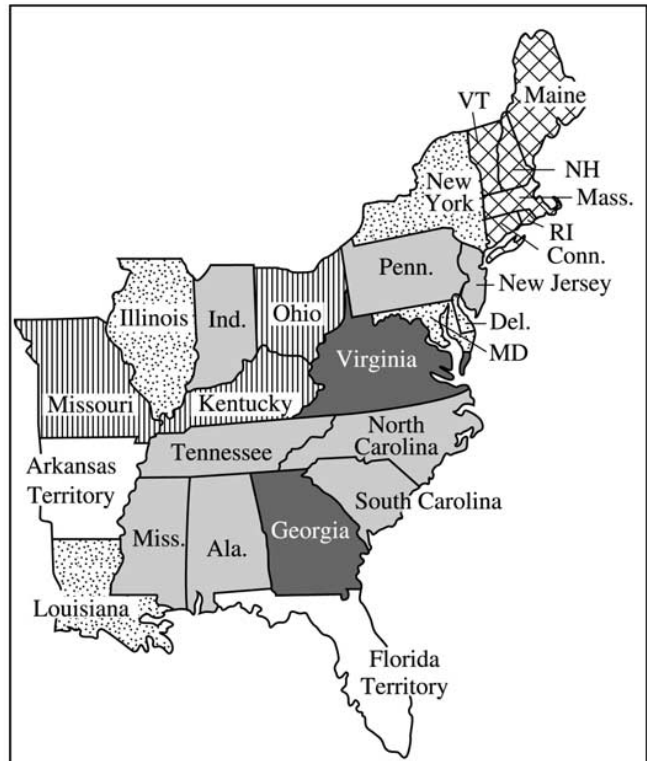 VT
Maine
NH
New
York
Mass.
RI
Conn.
Penn.
New Jersey
Illinois
Ind.
Ohio
Del.
MD
Virginia
Missouri
Kentucky
North
Carolina
Tennessee
Arkansas
Territory
South Carolina
Georgia
Miss.
Ala.
Louisiana
Florida
Territory